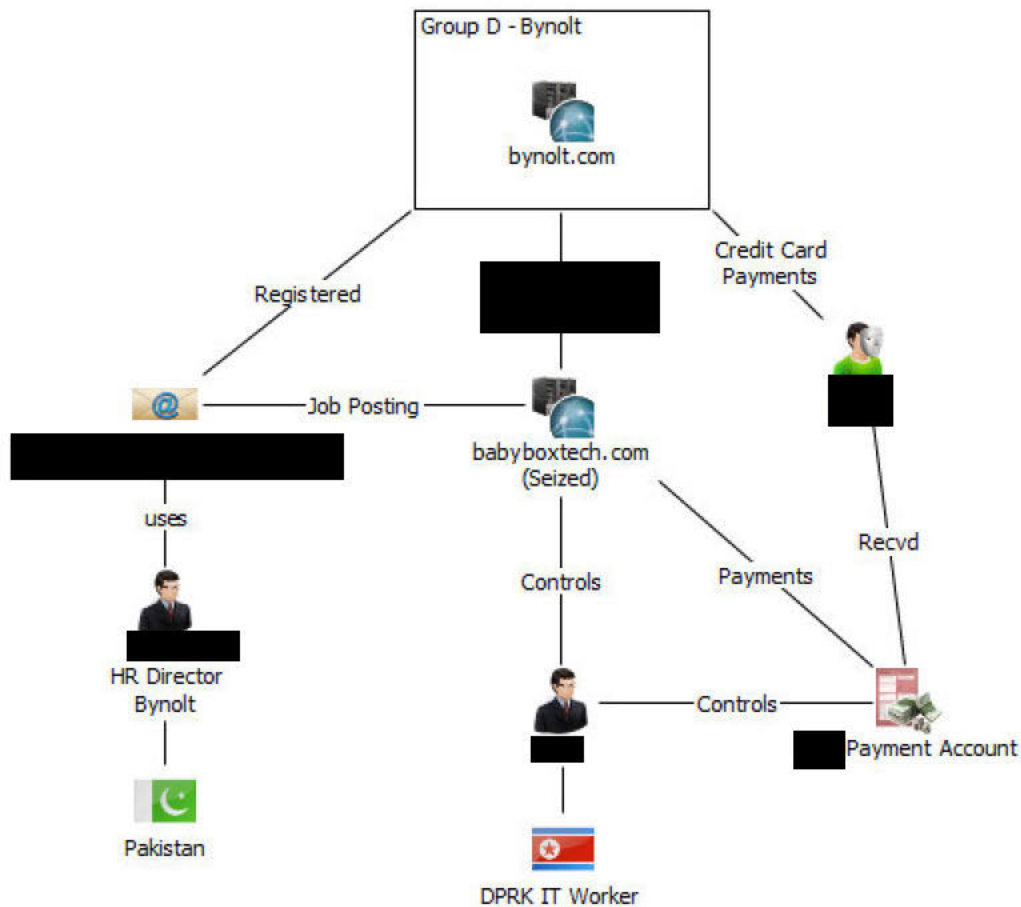 Group D - Bynolt
bynolt.com
Credit Card
Payments
Registered
Job Posting
babyboxtech.com
(Seized)
uses
Recvd
Controls
Payments
HR Director
Bynolt
Controls
Payment Account
Pakistan
DPRK IT Worker